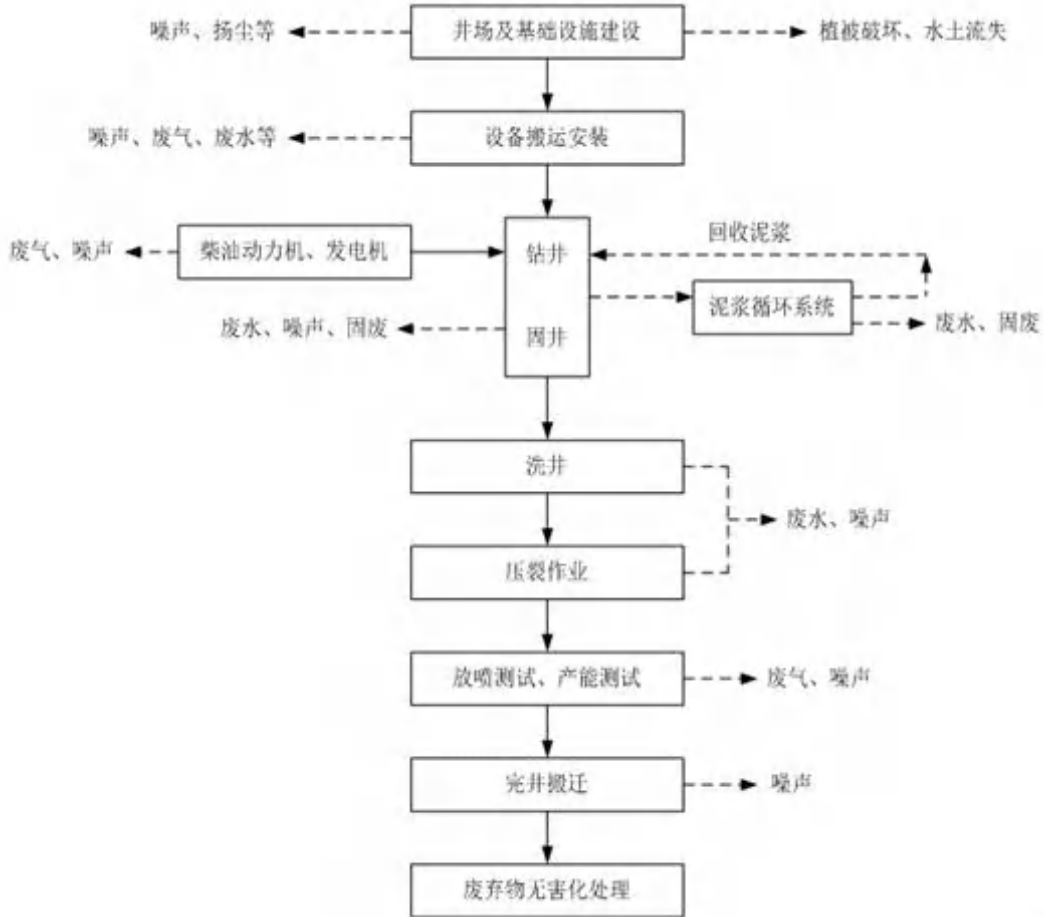 噪声、扬尘等
井场及基础设施建设
植被破坏、水土流失
噪声、废气、废水等
设备搬运安装
废气、噪声
柴油动力机、发电机
钻井
回收泥浆
泥浆循环系统
废水、噪声、固废
固井
废水、固废
洗井
废水、噪声
压裂作业
放喷测试、产能测试
废气、噪声
完井搬迁
噪声
废弃物无害化处理